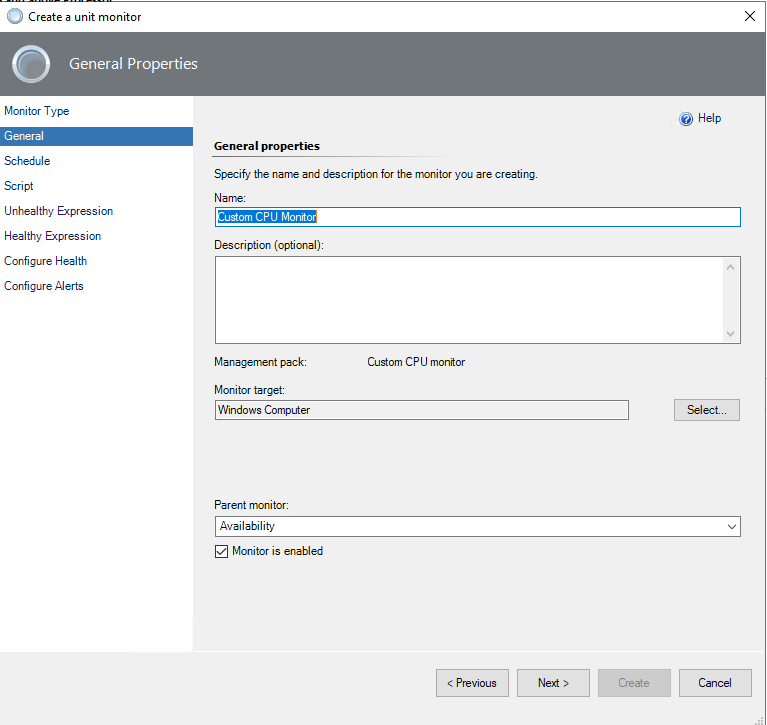 Create a unit monitor
General Properties
Monitor Type
General
Schedule
Script
Unhealthy Expression
Healthy Expression
Configure Health
Configure Alerts
Help
General properties
Specify the name and description for the monitor you are creating.
Name:
Custom CPU Monitor
Description (optional):
Management pack: Custom CPU monitor
Monitor target:
Windows Computer
Select...
Parent monitor:
Availability
Monitor is enabled
< Previous
Next >
Create
Cancel